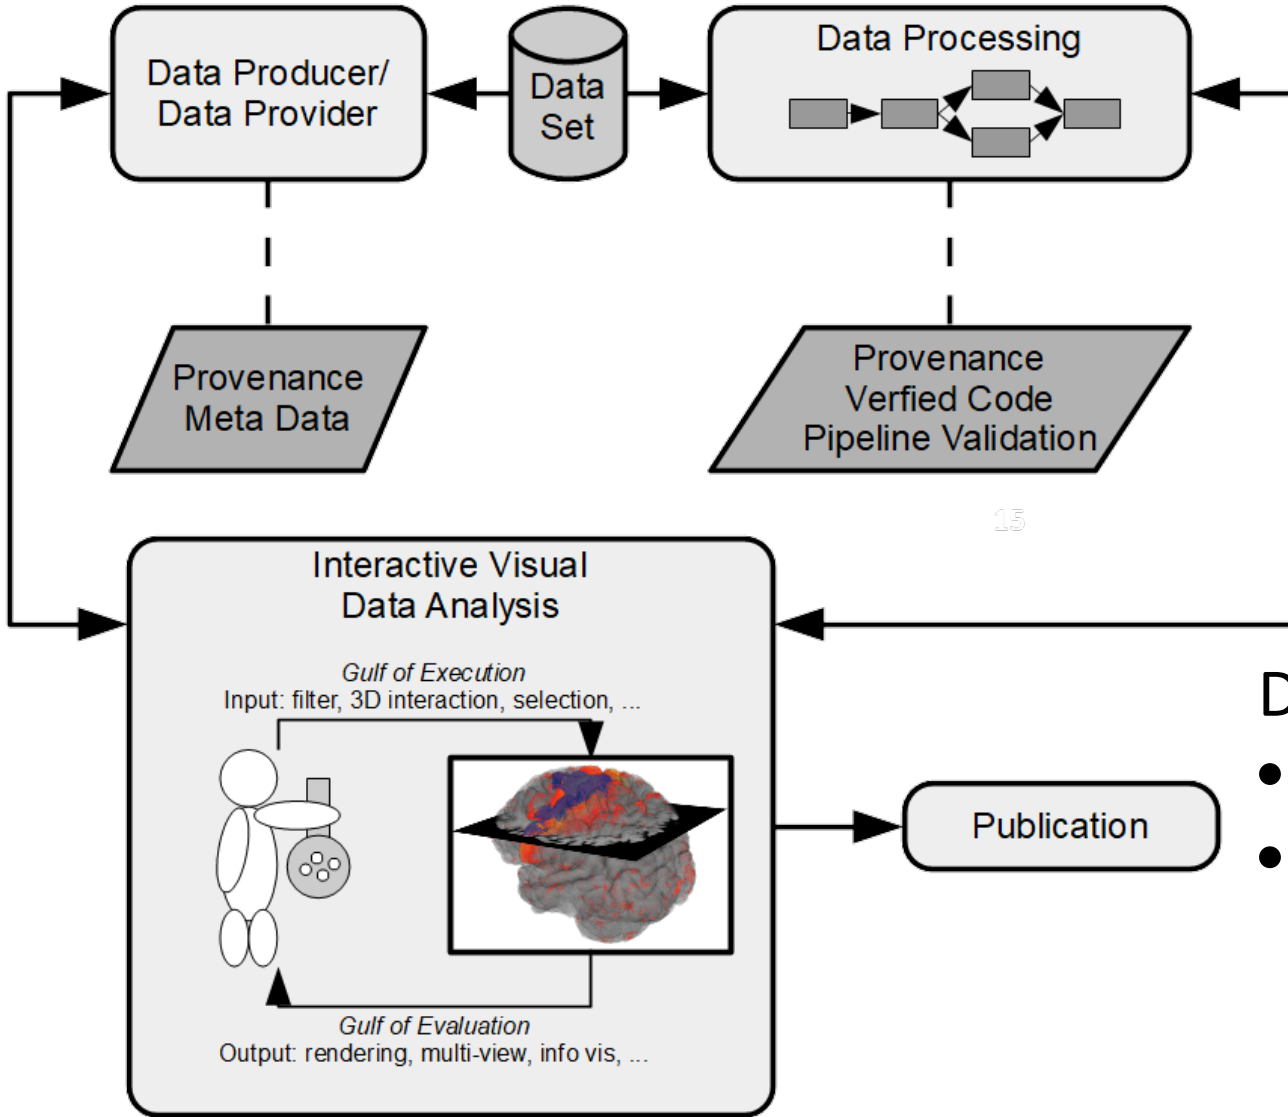 Data Producer/
Data Provider
Data
Set
Data Processing
Provenance
Meta Data
Provenance
Verfied Code
Pipeline Validation
15
Interactive Visual
Data Analysis
Gulf of Execution
Input: filter, 3D interaction, selection, ...
Gulf of Evaluation
Output: rendering, multi-view, info vis, ...
Publication
D
•
•